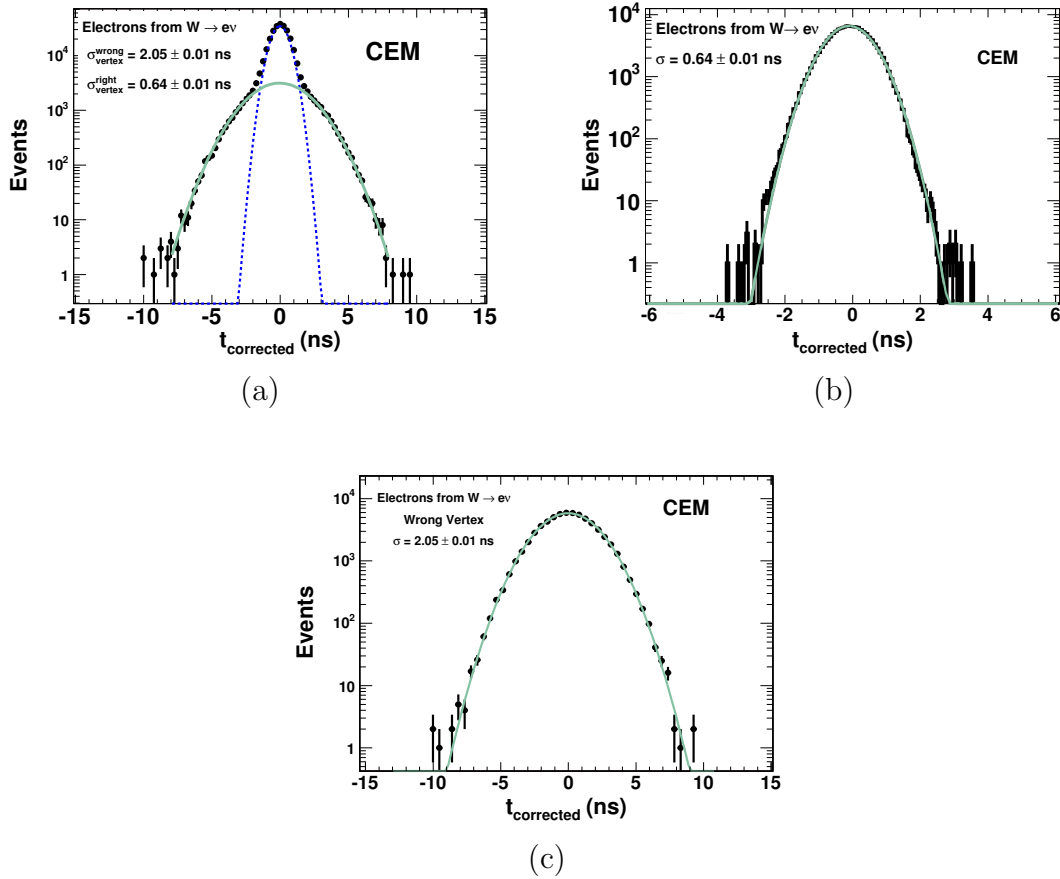 Electrons from W → eν
σ^wrong_vertex = 2.05 ± 0.01 ns
σ^right_vertex = 0.64 ± 0.01 ns
CEM
Events
10^4
10^3
10^2
10
1
-15 -10 -5 0 5 10 15
t_corrected (ns)
(a)
Electrons from W → eν
σ = 0.64 ± 0.01 ns
CEM
Events
10^4
10^3
10^2
10
1
-6 -4 -2 0 2 4 6
t_corrected (ns)
(b)
Electrons from W → eν
Wrong Vertex
σ = 2.05 ± 0.01 ns
CEM
Events
10^4
10^3
10^2
10
1
-15 -10 -5 0 5 10 15
t_corrected (ns)
(c)